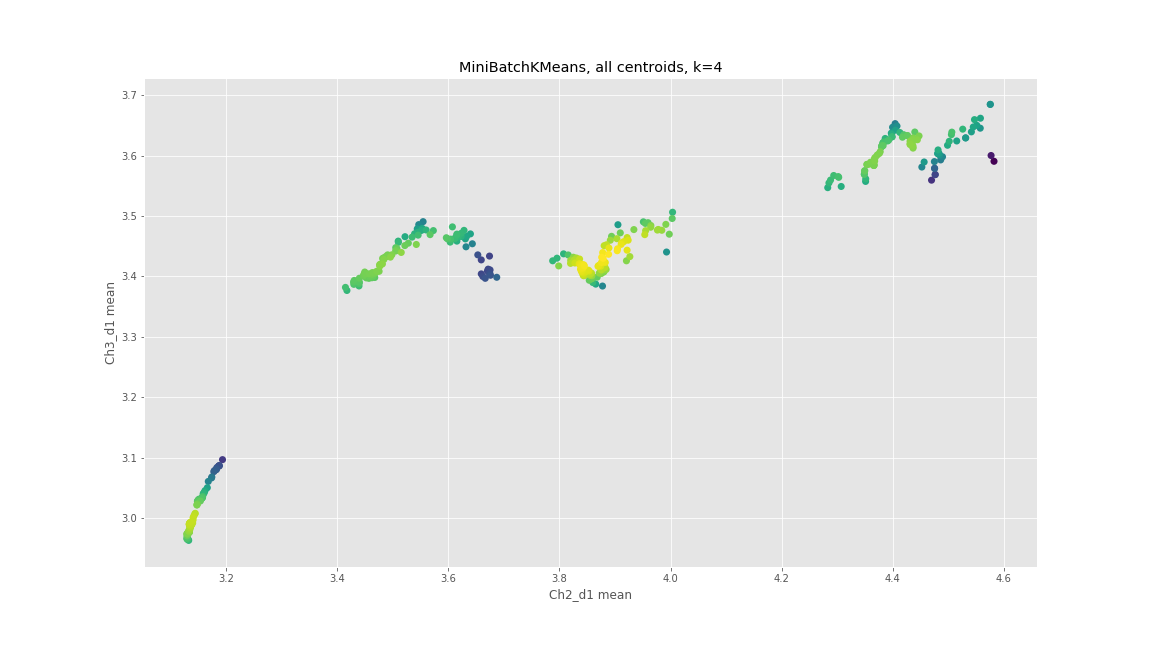 MiniBatchKMeans, all centroids, k=4
3.7
3.6
3.5
3.4
3.3
3.2
3.1
3.0
Ch3_d1 mean
3.2 3.4 3.6 3.8 4.0 4.2 4.4 4.6
Ch2_d1 mean